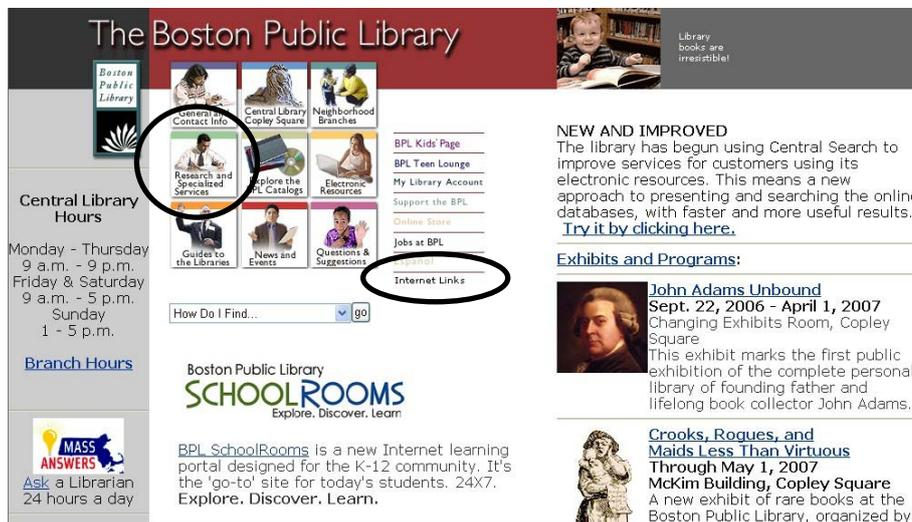 The Boston Public Library
Library
books are
irresistible!
Boston
Public
Library
General and
Contact Info
Central Library
Copley Square
Neighborhood
Branches
Research and
Specialized
Services
Explore the
BPL Catalogs
Electronic
Resources
Guides to
the Libraries
News and
Events
Questions &
Suggestions
BPL Kids' Page
BPL Teen Lounge
My Library Account
Support the BPL
Online Store
Jobs at BPL
Español
Internet Links
How Do I Find...
go
Central Library
Hours
Monday - Thursday
9 a.m. - 9 p.m.
Friday & Saturday
9 a.m. - 5 p.m.
Sunday
1 - 5 p.m.
Branch Hours
MASS
ANSWERS
Ask a Librarian
24 hours a day
Boston Public Library
SCHOOLROOMS
Explore. Discover. Learn
BPL SchoolRooms is a new Internet learning
portal designed for the K-12 community. It's
the 'go-to' site for today's students. 24X7.
Explore. Discover. Learn.
NEW AND IMPROVED
The library has begun using Central Search to
improve services for customers using its
electronic resources. This means a new
approach to presenting and searching the online
databases, with faster and more useful results.
Try it by clicking here.
Exhibits and Programs:
John Adams Unbound
Sept. 22, 2006 - April 1, 2007
Changing Exhibits Room, Copley
Square
This exhibit marks the first public
exhibition of the complete personal
library of founding father and
lifelong book collector John Adams.
Crooks, Rogues, and
Maids Less Than Virtuous
Through May 1, 2007
McKim Building, Copley Square
A new exhibit of rare books at the
Boston Public Library, organized by